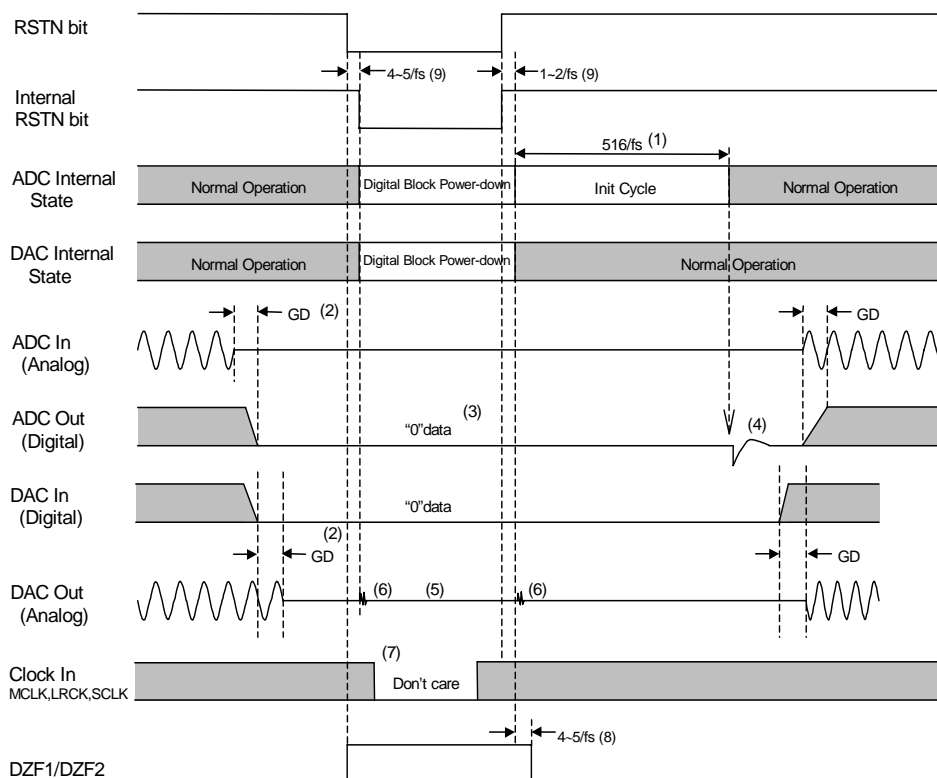 RSTN bit
4~5/fs (9)
1~2/fs (9)
Internal
RSTN bit
516/fs (1)
ADC Internal
State
Normal Operation
Digital Block Power-down
Init Cycle
Normal Operation
DAC Internal
State
Normal Operation
Digital Block Power-down
Normal Operation
GD (2)
GD
ADC In
(Analog)
ADC Out
(Digital)
“0”data
(3)
(4)
DAC In
(Digital)
“0”data
(2)
GD
GD
DAC Out
(Analog)
(6)
(5)
(6)
Clock In
MCLK,LRCK,SCLK
(7)
Don't care
4~5/fs (8)
DZF1/DZF2